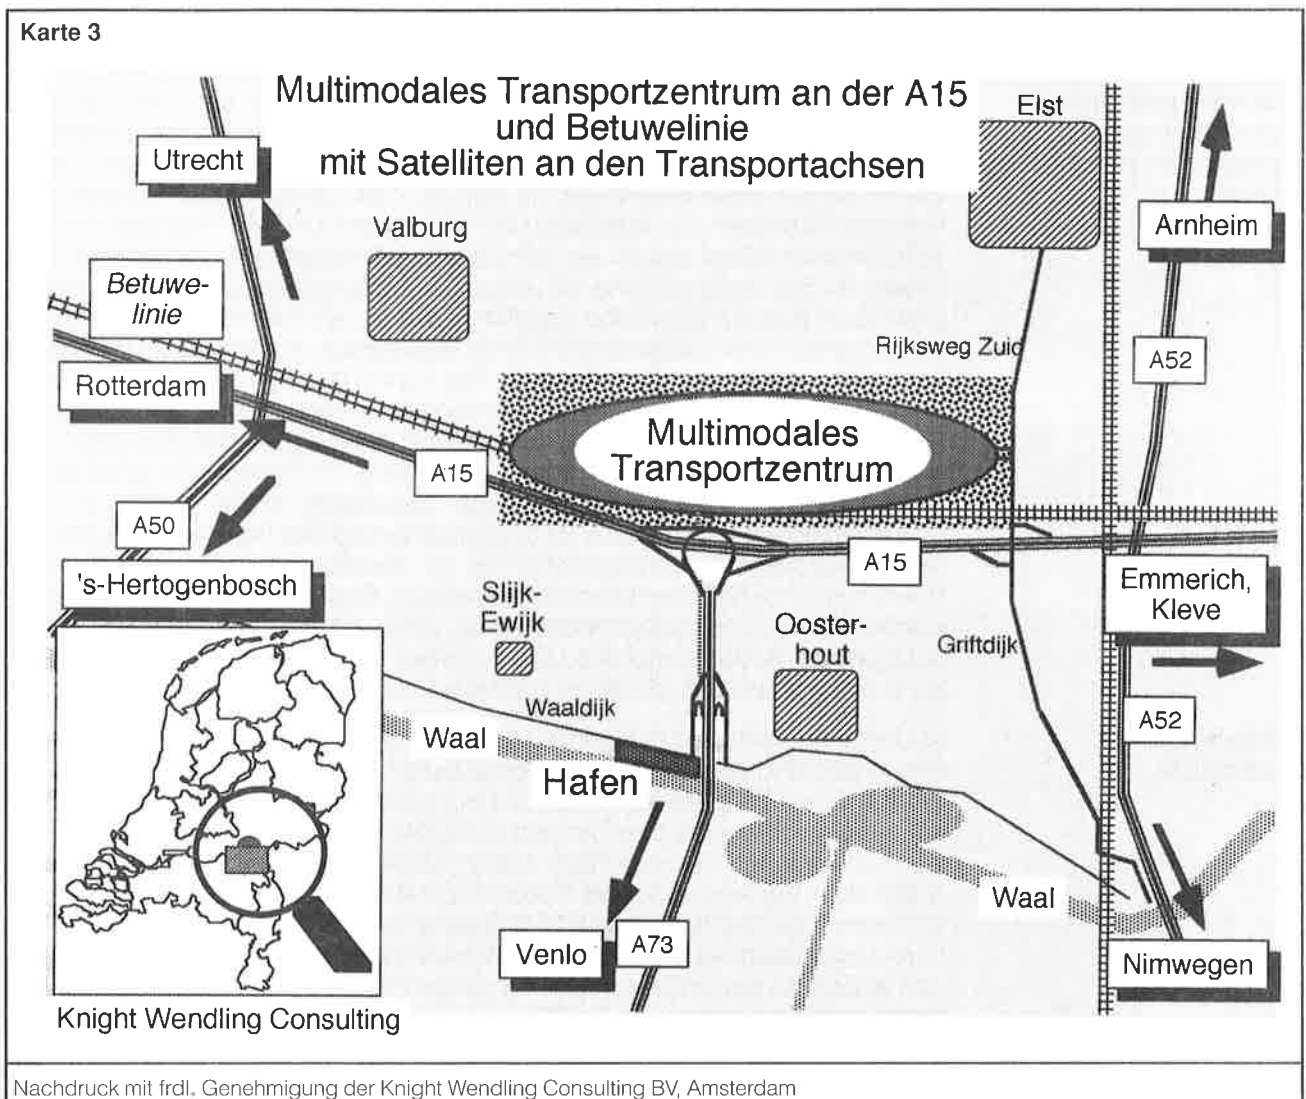 Karte 3
Multimodales Transportzentrum an der A15
und Betuwelinie
mit Satelliten an den Transportachsen
Elst
Utrecht
Valburg
Arnheim
Betuwe-
linie
Rijksweg Zuid
A52
Rotterdam
Multimodales
Transportzentrum
A15
A50
A15
's-Hertogenbosch
Emmerich,
Kleve
Slijk-
Ewijk
Ooster-
hout
Griftdijk
Waaldijk
A52
Waal
Hafen
Waal
Venlo
A73
Nimwegen
Knight Wendling Consulting
Nachdruck mit frdl. Genehmigung der Knight Wendling Consulting BV, Amsterdam